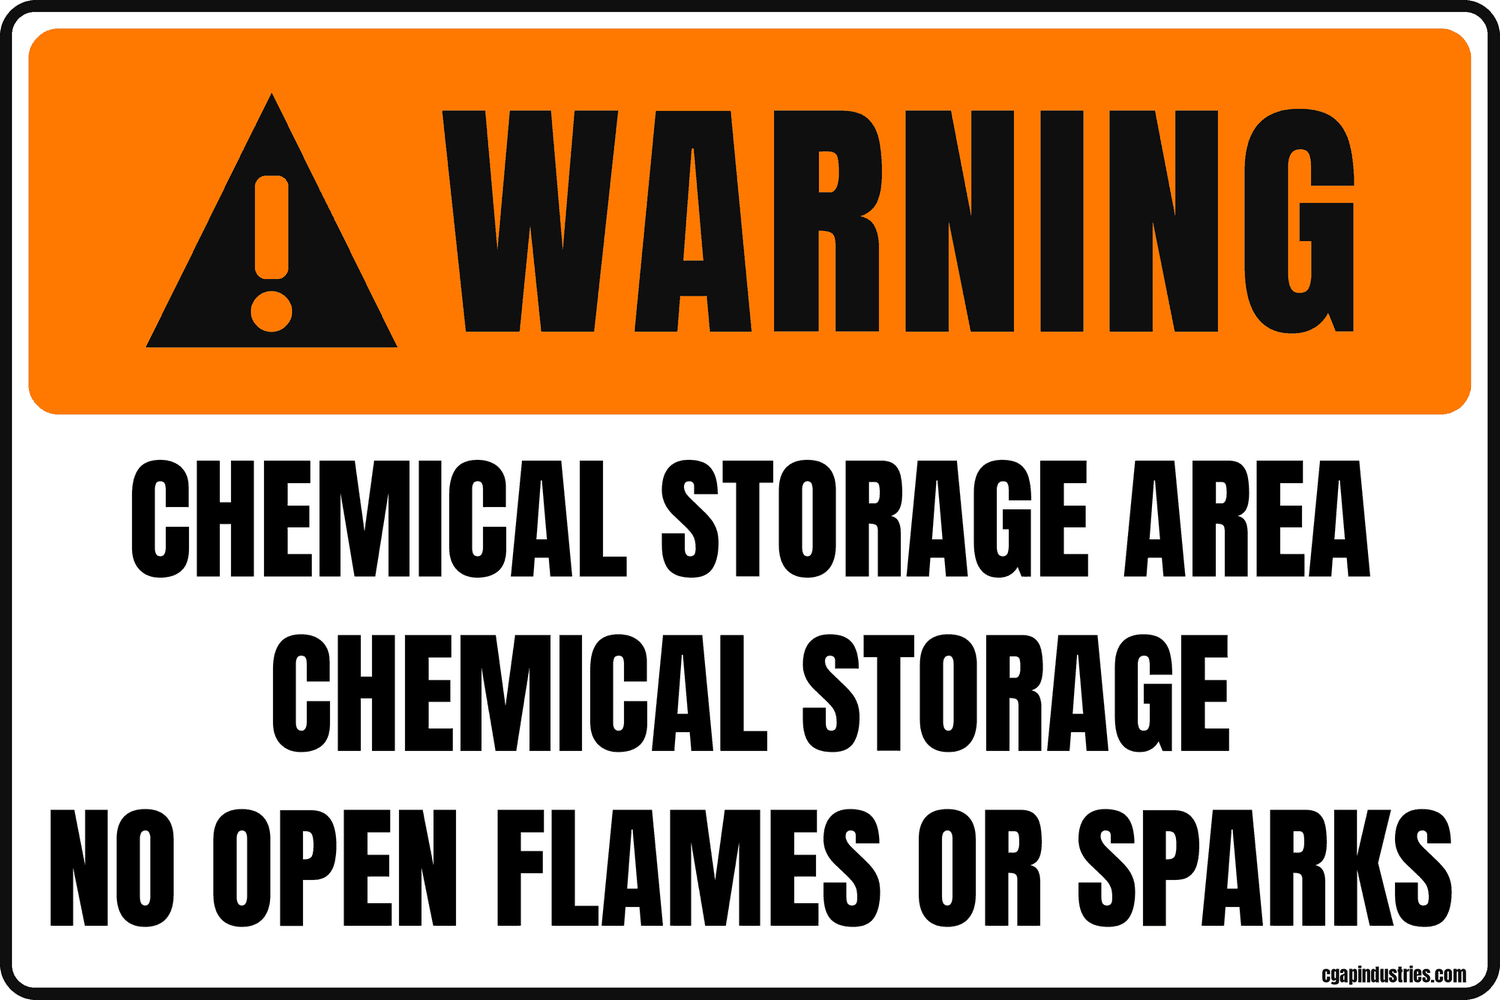 WARNING
CHEMICAL STORAGE AREA
CHEMICAL STORAGE
NO OPEN FLAMES OR SPARKS
cgapindustries.com